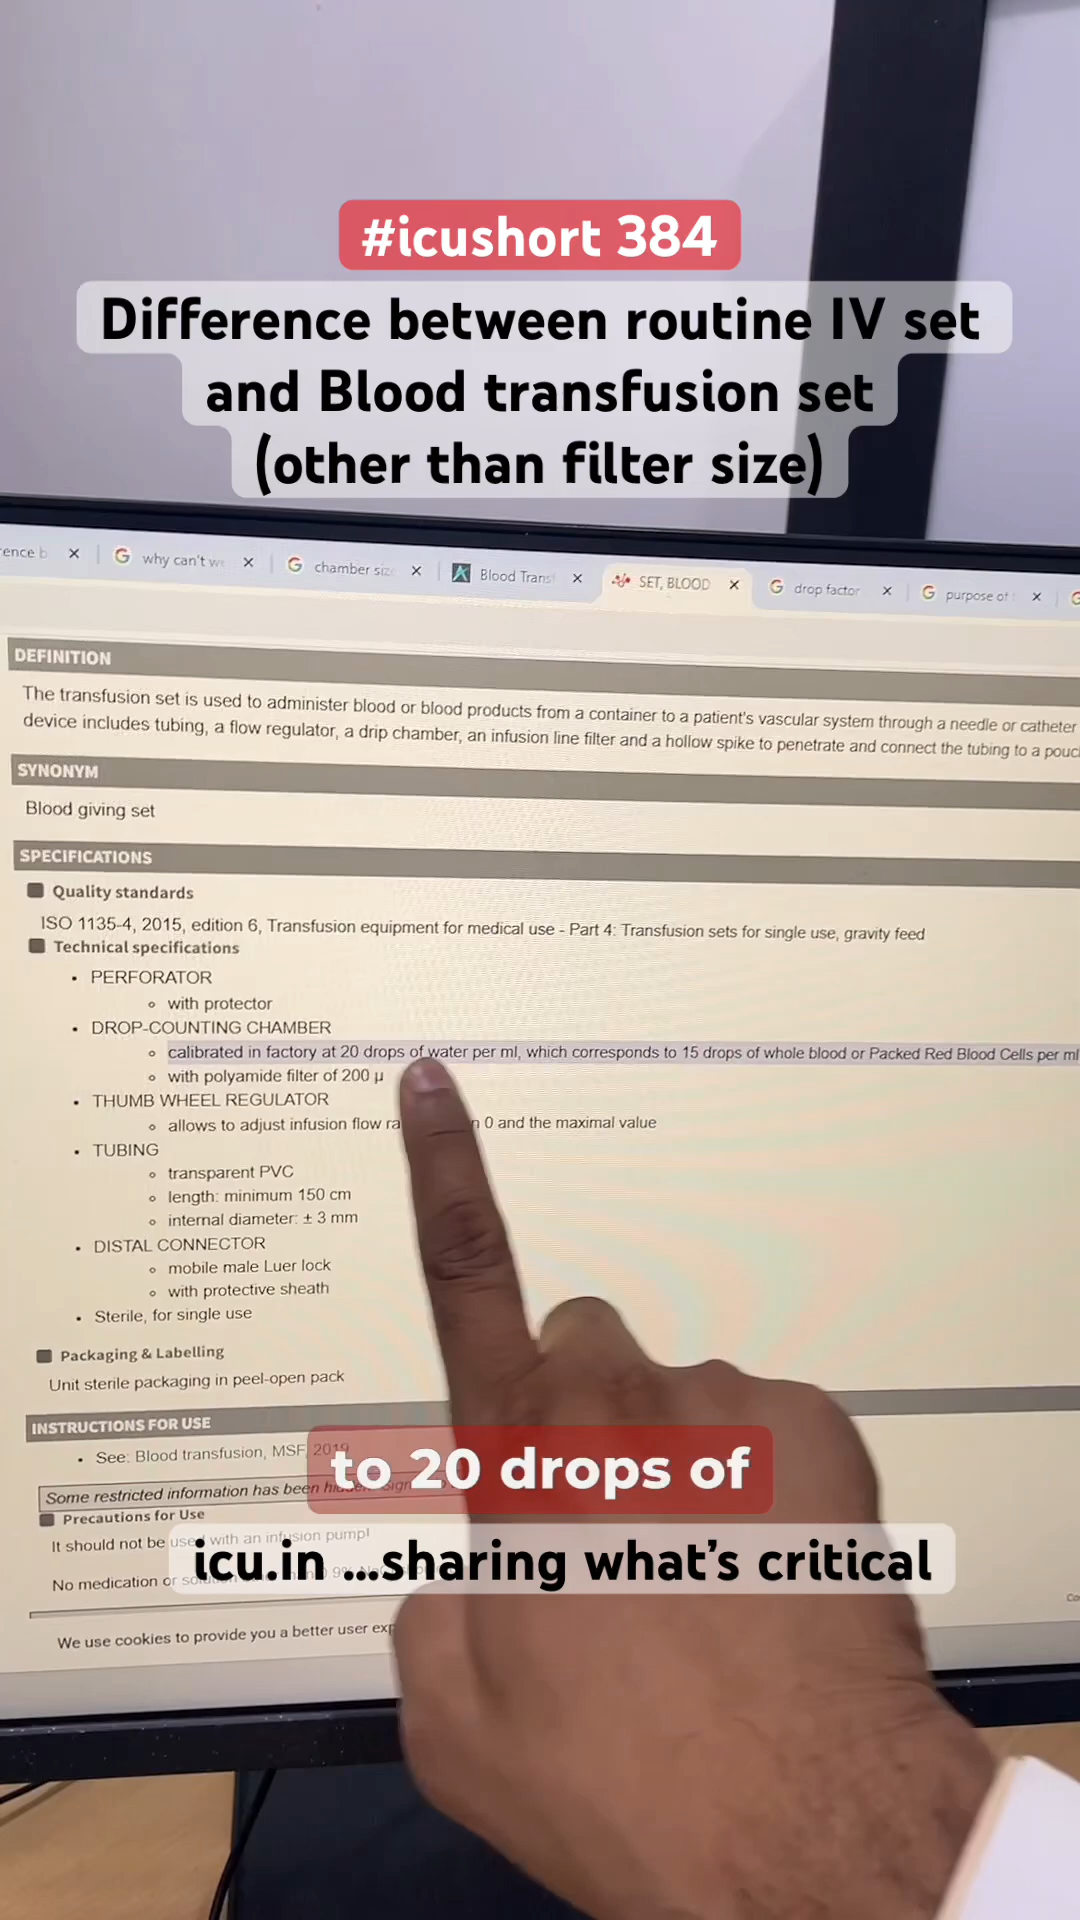 #icushort 384
Difference between routine IV set
and Blood transfusion set
(other than filter size)
why can't w
chamber siz
Blood Trans
SET, BLOOD
drop factor
purpose of
DEFINITION
The transfusion set is used to administer blood or blood products from a container to a patient's vascular system through a needle or catheter
device includes tubing, a flow regulator, a drip chamber, an infusion line filter and a hollow spike to penetrate and connect the tubing to a pouc
SYNONYM
Blood giving set
SPECIFICATIONS
Quality standards
ISO 1135-4, 2015, edition 6, Transfusion equipment for medical use - Part 4: Transfusion sets for single use, gravity feed
Technical specifications
• PERFORATOR
with protector
• DROP-COUNTING CHAMBER
calibrated in factory at 20 drops of water per ml, which corresponds to 15 drops of whole blood or Packed Red Blood Cells per ml
with polyamide filter of 200 µ
• THUMB WHEEL REGULATOR
allows to adjust infusion flow ra 0 and the maximal value
• TUBING
transparent PVC
length: minimum 150 cm
internal diameter: ± 3 mm
• DISTAL CONNECTOR
mobile male Luer lock
with protective sheath
• Sterile, for single use
Packaging & Labelling
Unit sterile packaging in peel-open pack
INSTRUCTIONS FOR USE
• See: Blood transfusion, MSF, 2019
to 20 drops of
Some restricted information has been
Precautions for Use
It should not be used with an infusion pump!
icu.in ...sharing what's critical
No medication or
We use cookies to provide you a better user exp